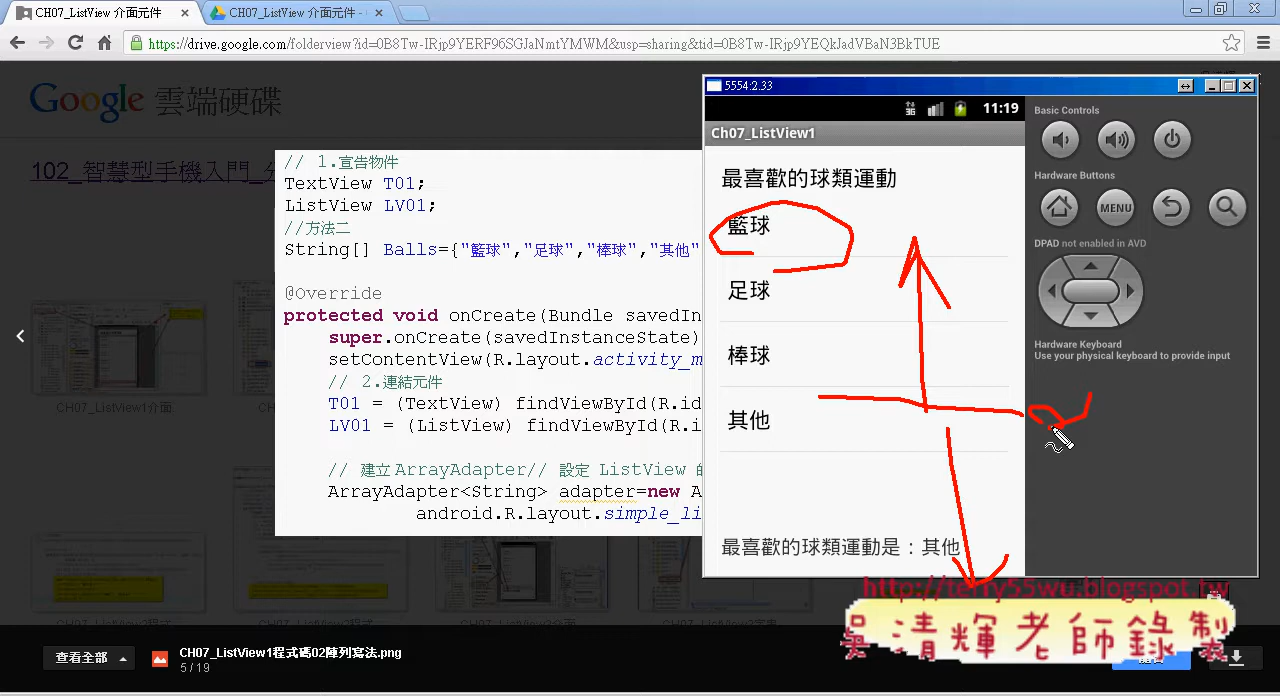 CH07_ListView 介面元件
CH07_ListView 介面元件 -
https://drive.google.com/folderview?id=0B8Tw-IRjp9YERF96SGJaNmtYMWM&usp=sharing&tid=0B8Tw-IRjp9YEQkJadVBaN3BkTUE
Google 雲端硬碟
102_智慧型手機入門_
// 1.宣告物件
TextView T01;
ListView LV01;
//方法二
String[] Balls={"籃球","足球","棒球","其他"
@Override
protected void onCreate(Bundle savedIn
super.onCreate(savedInstanceState)
setContentView(R.layout.activity_m
// 2.連結元件
T01 = (TextView) findViewById(R.id
LV01 = (ListView) findViewById(R.i
// 建立ArrayAdapter// 設定 ListView 的
ArrayAdapter<String> adapter=new A
android.R.layout.simple_li
5554:2.33
3G
11:19
Ch07_ListView1
最喜歡的球類運動
籃球
足球
棒球
其他
最喜歡的球類運動是：其他
Basic Controls
Hardware Buttons
MENU
DPAD not enabled in AVD
Hardware Keyboard
Use your physical keyboard to provide input
CH07_ListView1介面
http://terry55wu.blogspot.tw
吳清輝老師錄製
查看全部
CH07_ListView1程式碼02陣列寫法.png
5 / 19